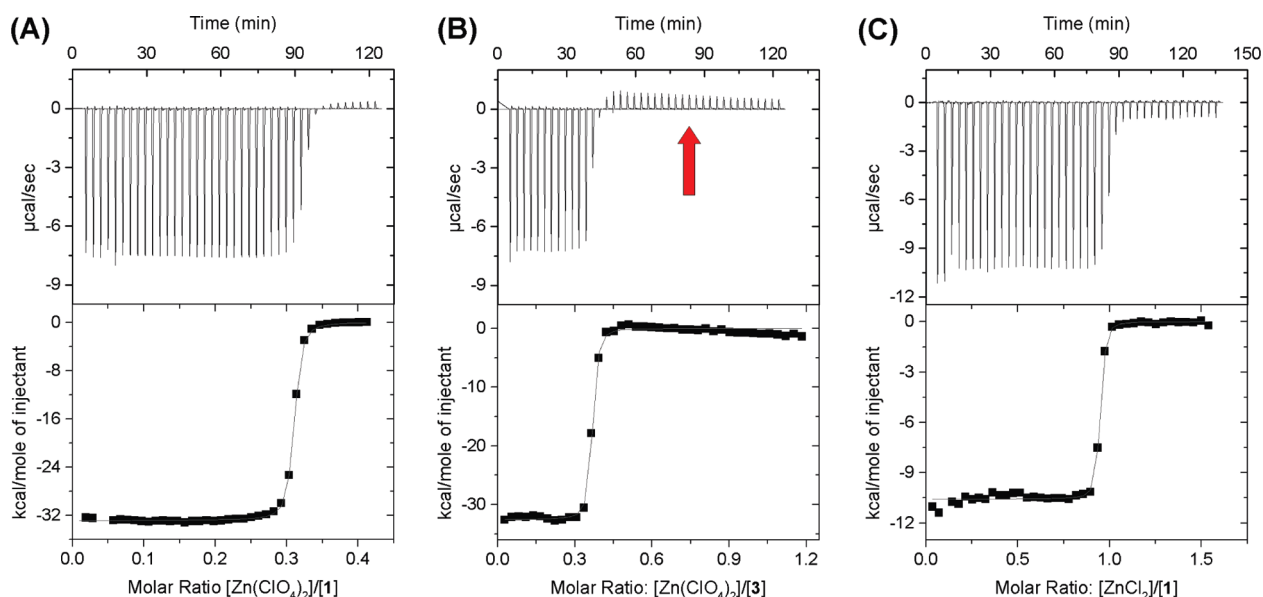 (A)
Time (min)
0 30 60 90 120
0
-3
-6
-9
µcal/sec
0
-8
-16
-24
-32
kcal/mole of injectant
0.0 0.1 0.2 0.3 0.4
Molar Ratio [Zn(ClO4)2]/[1]
(B)
Time (min)
0 30 60 90 120
0
-3
-6
-9
µcal/sec
0
-10
-20
-30
kcal/mole of injectant
0.0 0.3 0.6 0.9 1.2
Molar Ratio: [Zn(ClO4)2]/[3]
(C)
Time (min)
0 30 60 90 120 150
0
-3
-6
-9
-12
µcal/sec
0
-3
-6
-9
-12
kcal/mole of injectant
0.0 0.5 1.0 1.5
Molar Ratio: [ZnCl2]/[1]